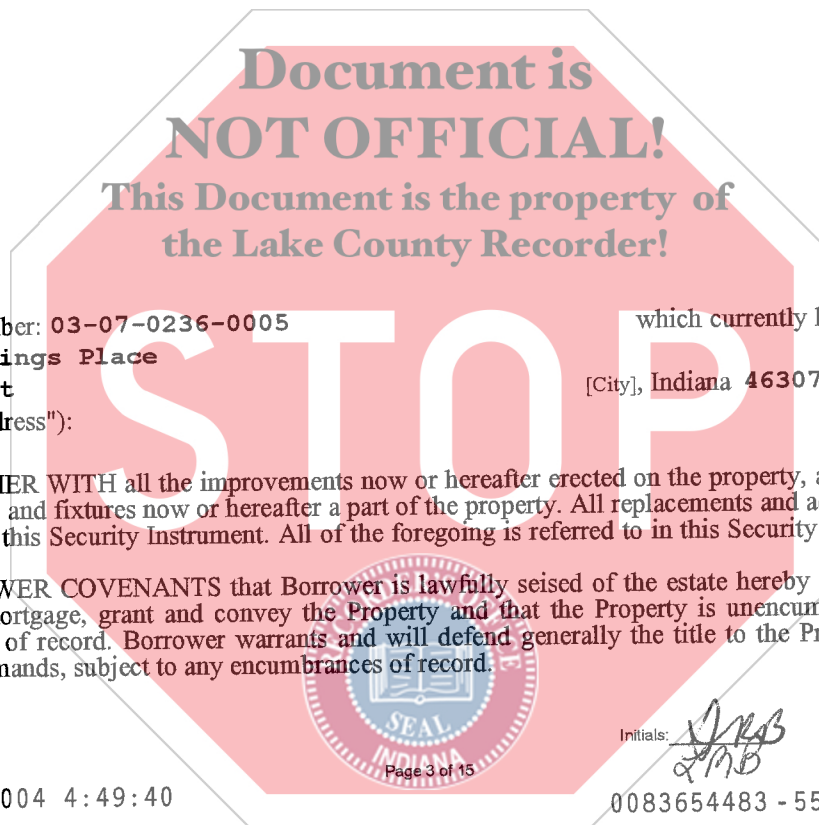 Document is
NOT OFFICIAL!
This Document is the property of
the Lake County Recorder!
STOP
ber: 03-07-0236-0005 which currently
ings Place
t [City], Indiana 46307
dress"):
ER WITH all the improvements now or hereafter erected on the property, a
and fixtures now or hereafter a part of the property. All replacements and a
this Security Instrument. All of the foregoing is referred to in this Security
WER COVENANTS that Borrower is lawfully seised of the estate hereby
ortgage, grant and convey the Property and that the Property is unencum
of record. Borrower warrants and will defend generally the title to the Pr
mands, subject to any encumbrances of record.
RECORDER'S OFFICE
SEAL
INDIANA
Initials:
Page 3 of 15
004 4:49:40 0083654483 - 55